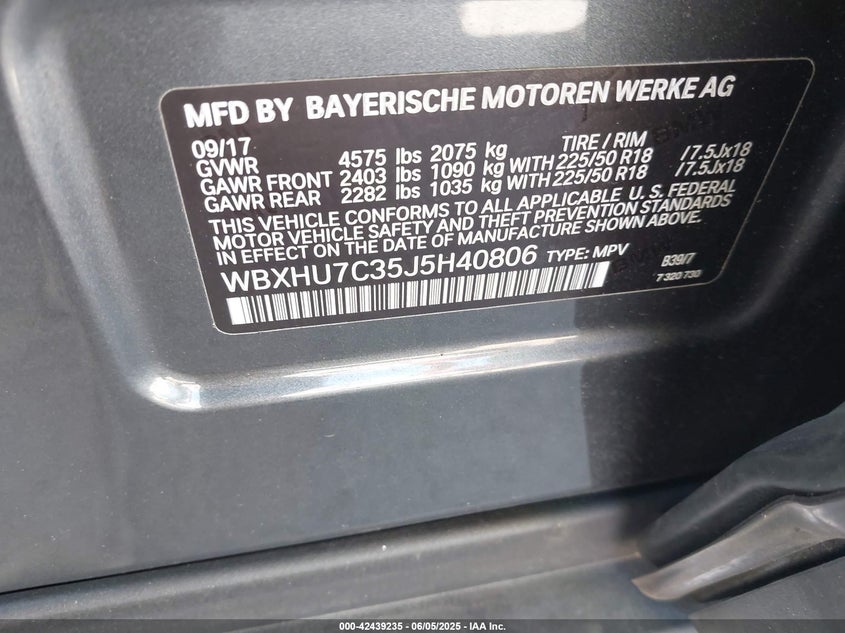 MFD BY BAYERISCHE MOTOREN WERKE AG
09/17 TIRE / RIM
GVWR 4575 lbs 2075 kg
GAWR FRONT 2403 lbs 1090 kg WITH 225/50 R18 /7.5Jx18
GAWR REAR 2282 lbs 1035 kg WITH 225/50 R18 /7.5Jx18
THIS VEHICLE CONFORMS TO ALL APPLICABLE U. S. FEDERAL
MOTOR VEHICLE SAFETY AND THEFT PREVENTION STANDARDS
IN EFFECT ON THE DATE OF MANUFACTURE SHOWN ABOVE.
WBXHU7C35J5H40806 TYPE: MPV B39/7
7 320 730
000-42439235 - 06/05/2025 - IAA Inc.